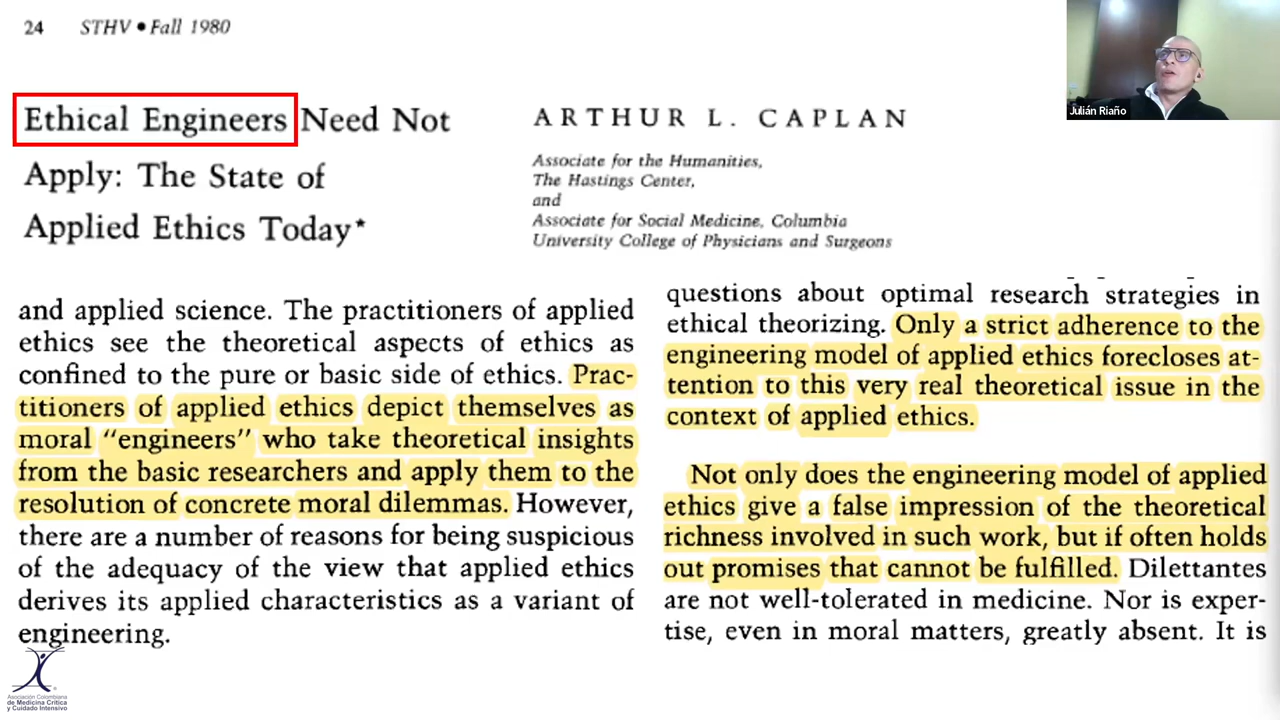 24 STHV • Fall 1980
Ethical Engineers Need Not
Apply: The State of
Applied Ethics Today*
ARTHUR L. CAPLAN
Associate for the Humanities,
The Hastings Center,
and
Associate for Social Medicine, Columbia
University College of Physicians and Surgeons
and applied science. The practitioners of applied
ethics see the theoretical aspects of ethics as
confined to the pure or basic side of ethics. Prac-
titioners of applied ethics depict themselves as
moral “engineers” who take theoretical insights
from the basic researchers and apply them to the
resolution of concrete moral dilemmas. However,
there are a number of reasons for being suspicious
of the adequacy of the view that applied ethics
derives its applied characteristics as a variant of
engineering.
questions about optimal research strategies in
ethical theorizing. Only a strict adherence to the
engineering model of applied ethics forecloses at-
tention to this very real theoretical issue in the
context of applied ethics.
Not only does the engineering model of applied
ethics give a false impression of the theoretical
richness involved in such work, but if often holds
out promises that cannot be fulfilled. Dilettantes
are not well-tolerated in medicine. Nor is exper-
tise, even in moral matters, greatly absent. It is
Julián Riaño
Asociación Colombiana
de Medicina Crítica
y Cuidado Intensivo